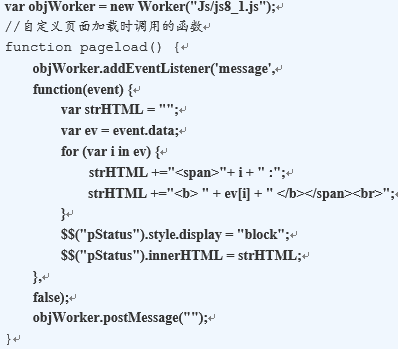 var objWorker = new Worker("Js/js8_1.js");
//自定义页面加载时调用的函数
function pageload() {
objWorker.addEventListener('message',
function(event) {
var strHTML = "";
var ev = event.data;
for (var i in ev) {
strHTML +="<span>"+ i + " :";
strHTML +="<b> " + ev[i] + " </b></span><br>";
}
$$("pStatus").style.display = "block";
$$("pStatus").innerHTML = strHTML;
},
false);
objWorker.postMessage("");
}